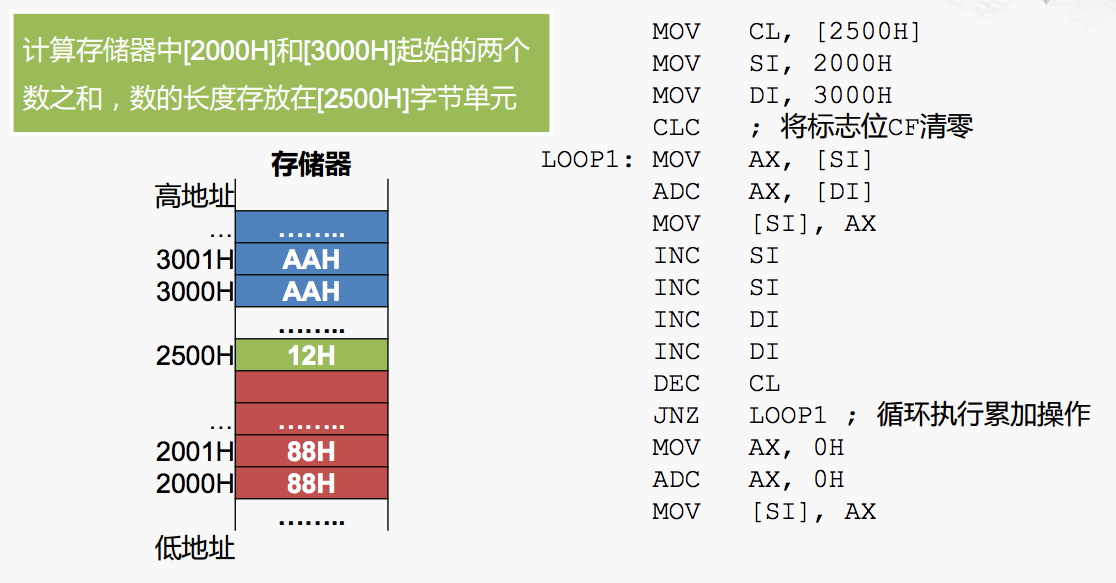 计算存储器中[2000H]和[3000H]起始的两个
数之和，数的长度存放在[2500H]字节单元
存储器
高地址
… ……..
3001H AAH
3000H AAH
……..
2500H 12H
… ……..
2001H 88H
2000H 88H
……..
低地址
MOV CL, [2500H]
MOV SI, 2000H
MOV DI, 3000H
CLC ; 将标志位CF清零
LOOP1: MOV AX, [SI]
ADC AX, [DI]
MOV [SI], AX
INC SI
INC SI
INC DI
INC DI
DEC CL
JNZ LOOP1 ; 循环执行累加操作
MOV AX, 0H
ADC AX, 0H
MOV [SI], AX